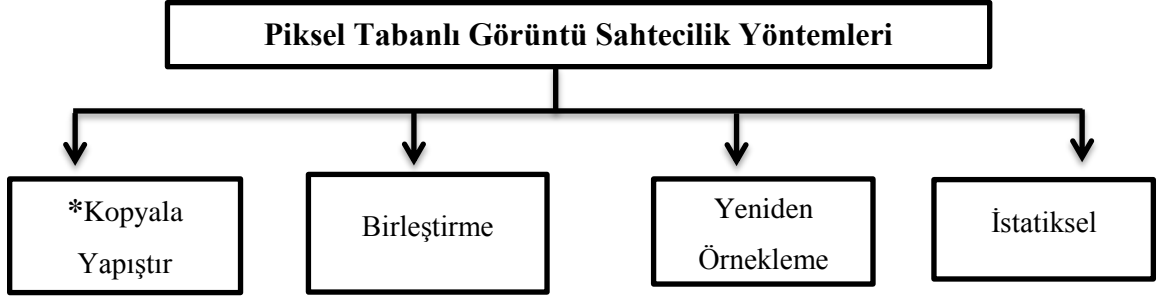 Piksel Tabanlı Görüntü Sahtecilik Yöntemleri
*Kopyala
Yapıştır
Birleştirme
Yeniden
Örnekleme
İstatiksel